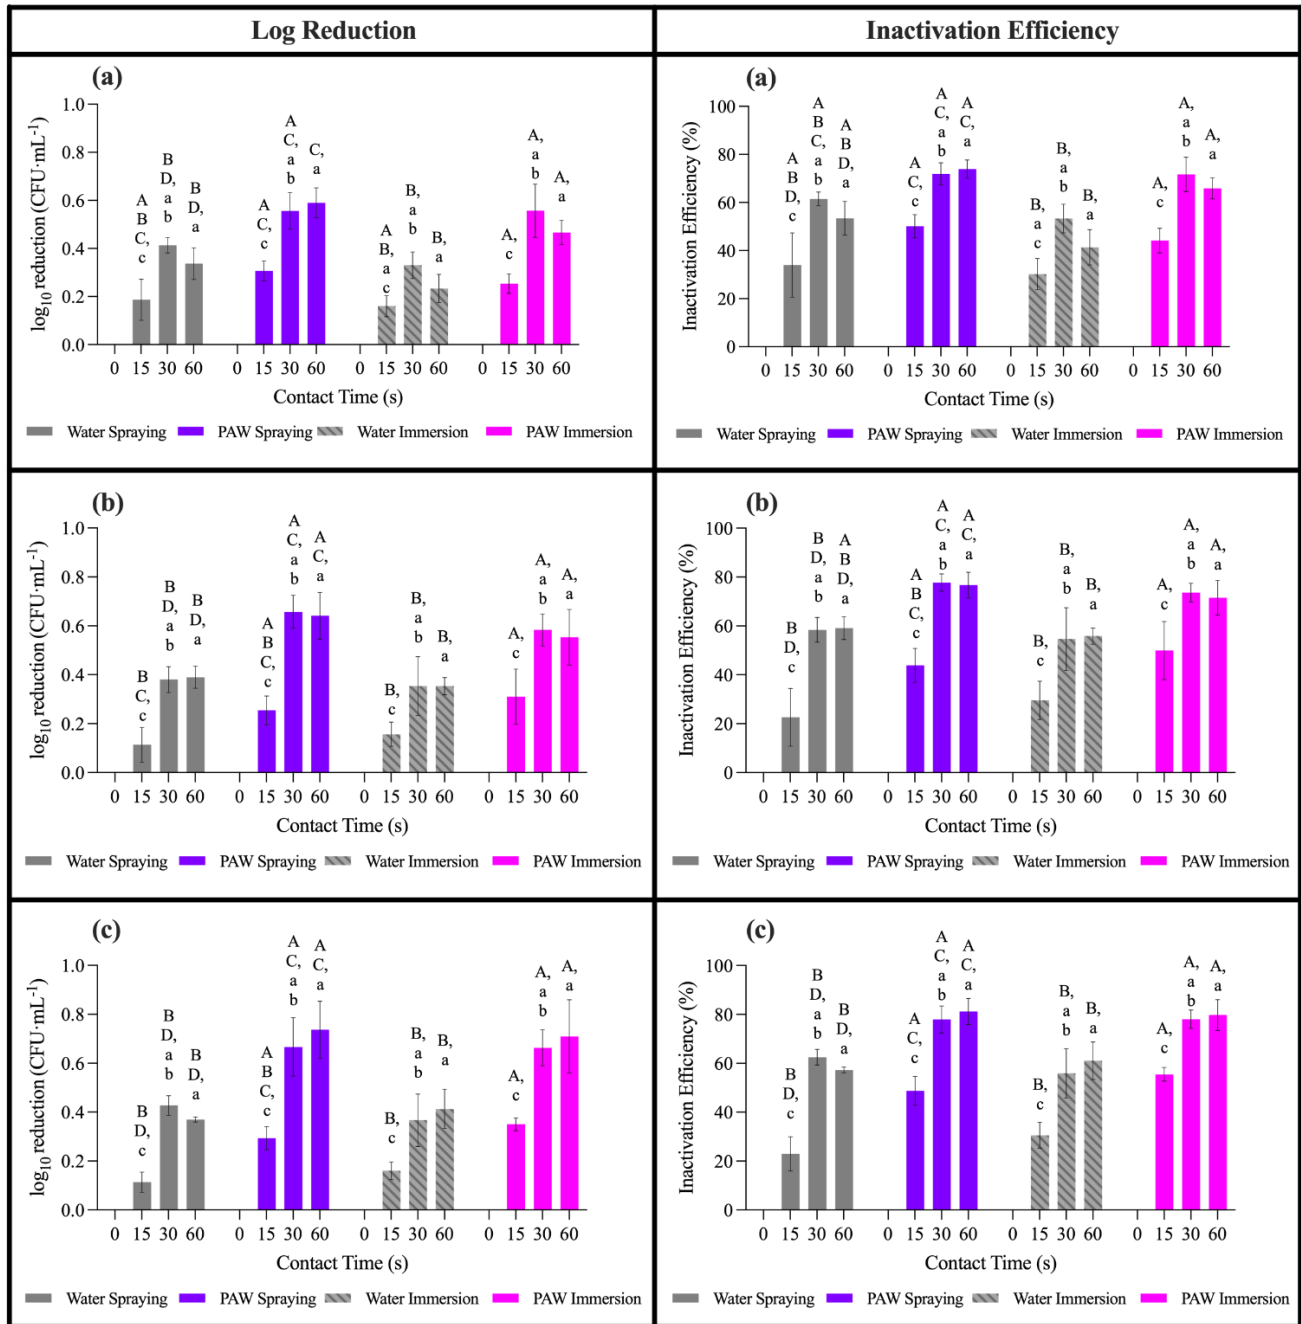 Log Reduction
Inactivation Efficiency
(a)
log10 reduction (CFU·mL-1)
1.0
0.8
0.6
0.4
0.2
0.0
A
B
C,
c
B
D,
a
b
B
D,
a
A
C,
c
A
C,
a
b
C,
a
A
B,
a
c
B,
a
b
B,
a
A,
c
A,
a
b
A,
a
0 15 30 60 0 15 30 60 0 15 30 60 0 15 30 60
Contact Time (s)
Water Spraying PAW Spraying Water Immersion PAW Immersion
(a)
Inactivation Efficiency (%)
100
80
60
40
20
0
A
B
D,
c
A
B
C,
a
b
A
B
D,
a
A
C,
c
A
C,
a
b
A
C,
a
B,
a
c
B,
a
b
B,
a
A,
c
A,
a
b
A,
a
0 15 30 60 0 15 30 60 0 15 30 60 0 15 30 60
Contact Time (s)
Water Spraying PAW Spraying Water Immersion PAW Immersion
(b)
log10 reduction (CFU·mL-1)
1.0
0.8
0.6
0.4
0.2
0.0
B
C,
c
B
D,
a
b
B
D,
a
A
B
C,
c
A
C,
a
b
A
C,
a
B,
c
B,
a
b
B,
a
A,
c
A,
a
b
A,
a
0 15 30 60 0 15 30 60 0 15 30 60 0 15 30 60
Contact Time (s)
Water Spraying PAW Spraying Water Immersion PAW Immersion
(b)
Inactivation Efficiency (%)
100
80
60
40
20
0
B
D,
c
B
D,
a
b
A
B
D,
a
A
B
C,
c
A
C,
a
b
A
C,
a
B,
c
B,
a
b
B,
a
A,
c
A,
a
b
A,
a
0 15 30 60 0 15 30 60 0 15 30 60 0 15 30 60
Contact Time (s)
Water Spraying PAW Spraying Water Immersion PAW Immersion
(c)
log10 reduction (CFU·mL-1)
1.0
0.8
0.6
0.4
0.2
0.0
B
D,
c
B
D,
a
b
B
D,
a
A
B
C,
c
A
C,
a
b
A
C,
a
B,
c
B,
a
b
B,
a
A,
c
A,
a
b
A,
a
0 15 30 60 0 15 30 60 0 15 30 60 0 15 30 60
Contact Time (s)
Water Spraying PAW Spraying Water Immersion PAW Immersion
(c)
Inactivation Efficiency (%)
100
80
60
40
20
0
B
D,
c
B
D,
a
b
B
D,
a
A
C,
c
A
C,
a
b
A
C,
a
B,
c
B,
a
b
B,
a
A,
c
A,
a
b
A,
a
0 15 30 60 0 15 30 60 0 15 30 60 0 15 30 60
Contact Time (s)
Water Spraying PAW Spraying Water Immersion PAW Immersion